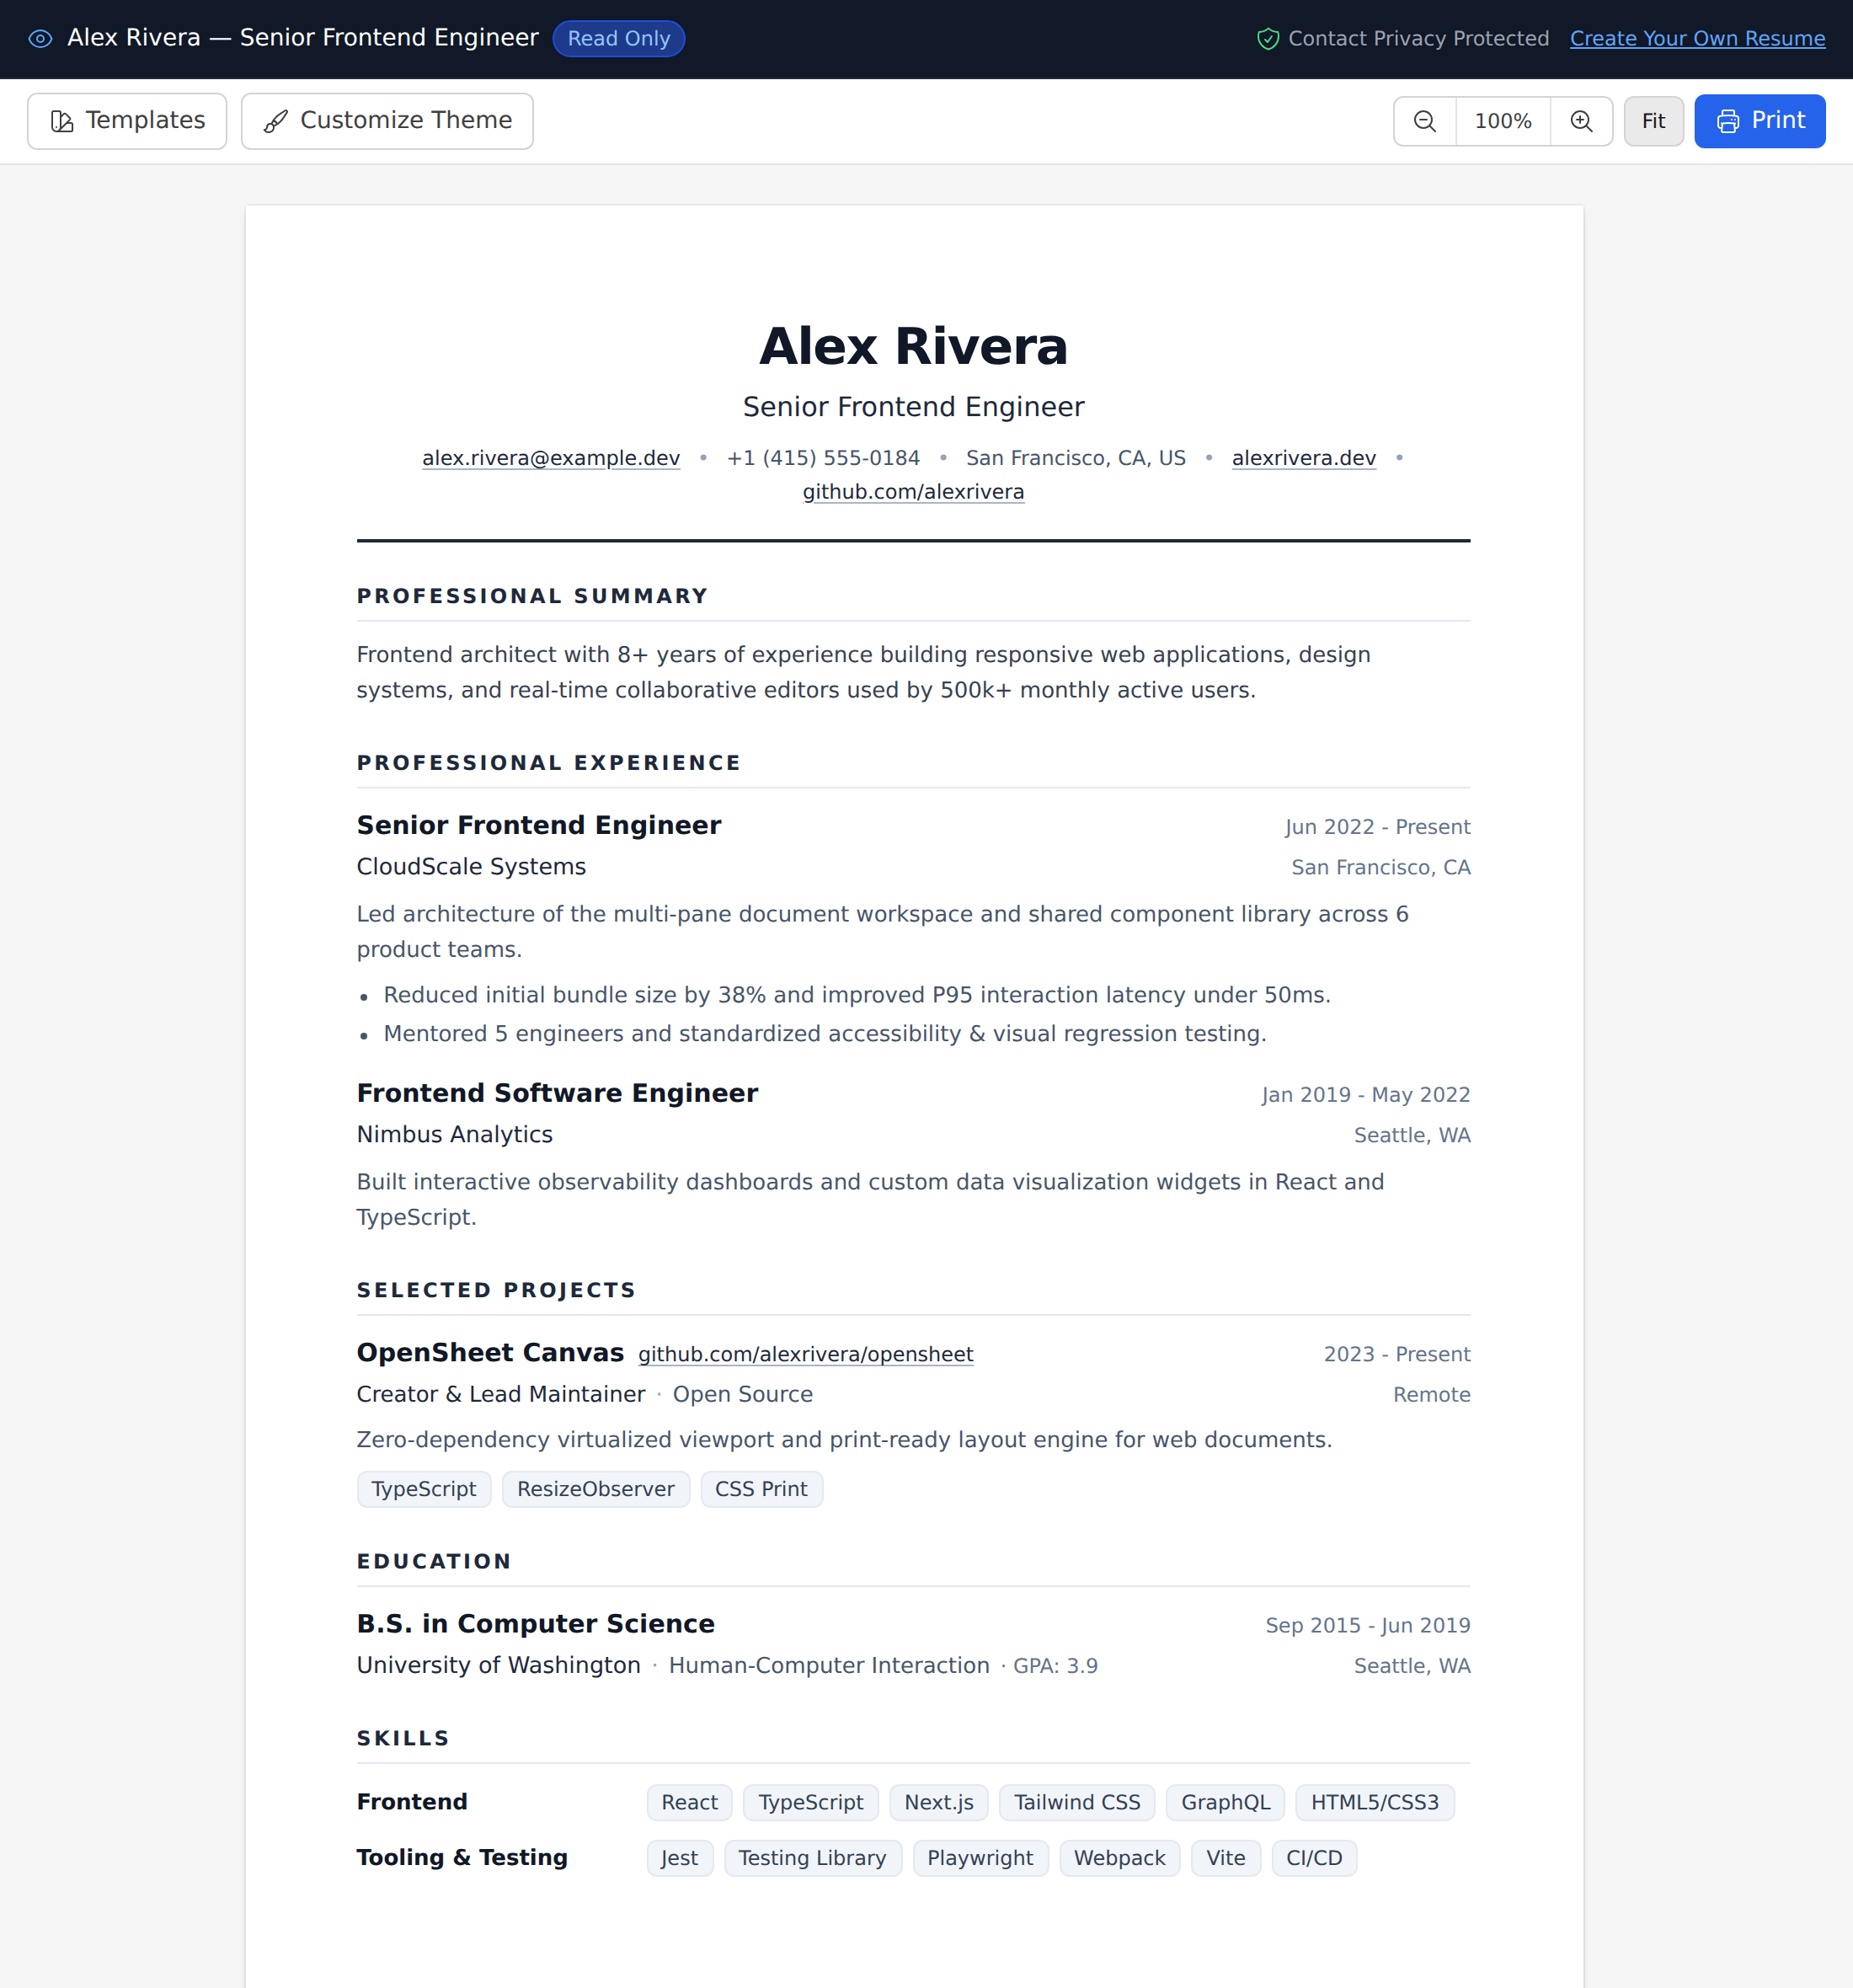 Alex Rivera — Senior Frontend Engineer Read Only Contact Privacy Protected Create Your Own Resume
Templates Customize Theme 100% Fit Print
Alex Rivera
Senior Frontend Engineer
alex.rivera@example.dev • +1 (415) 555-0184 • San Francisco, CA, US • alexrivera.dev •
github.com/alexrivera
PROFESSIONAL SUMMARY
Frontend architect with 8+ years of experience building responsive web applications, design
systems, and real-time collaborative editors used by 500k+ monthly active users.
PROFESSIONAL EXPERIENCE
Senior Frontend Engineer Jun 2022 - Present
CloudScale Systems San Francisco, CA
Led architecture of the multi-pane document workspace and shared component library across 6
product teams.
• Reduced initial bundle size by 38% and improved P95 interaction latency under 50ms.
• Mentored 5 engineers and standardized accessibility & visual regression testing.
Frontend Software Engineer Jan 2019 - May 2022
Nimbus Analytics Seattle, WA
Built interactive observability dashboards and custom data visualization widgets in React and
TypeScript.
SELECTED PROJECTS
OpenSheet Canvas github.com/alexrivera/opensheet 2023 - Present
Creator & Lead Maintainer · Open Source Remote
Zero-dependency virtualized viewport and print-ready layout engine for web documents.
TypeScript ResizeObserver CSS Print
EDUCATION
B.S. in Computer Science Sep 2015 - Jun 2019
University of Washington · Human-Computer Interaction · GPA: 3.9 Seattle, WA
SKILLS
Frontend React TypeScript Next.js Tailwind CSS GraphQL HTML5/CSS3
Tooling & Testing Jest Testing Library Playwright Webpack Vite CI/CD